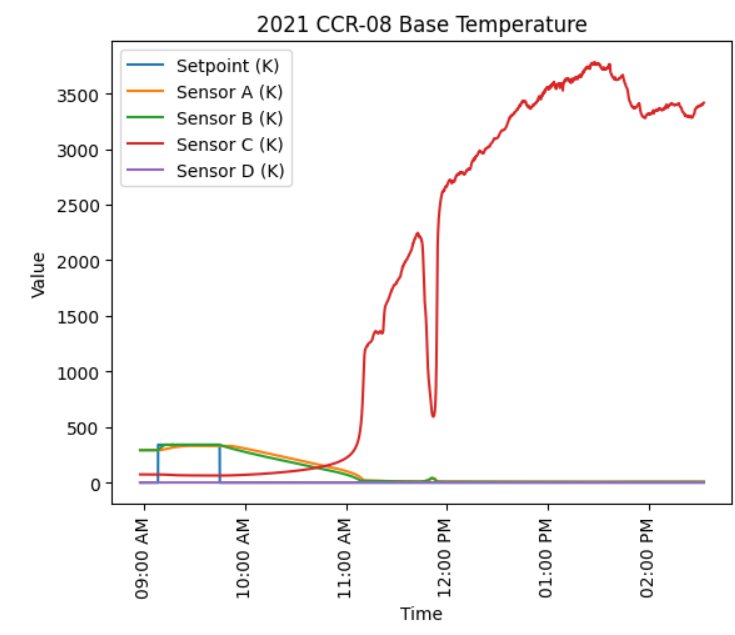 2021 CCR-08 Base Temperature
Setpoint (K)
Sensor A (K)
Sensor B (K)
Sensor C (K)
Sensor D (K)
Value
3500
3000
2500
2000
1500
1000
500
0
09:00 AM
10:00 AM
11:00 AM
12:00 PM
01:00 PM
02:00 PM
Time